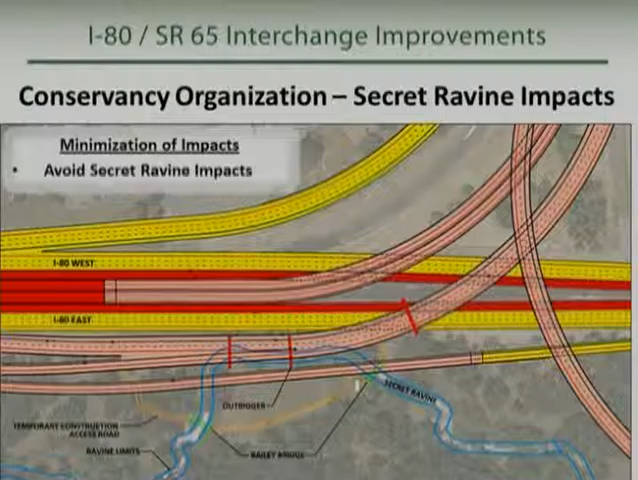 I-80 / SR 65 Interchange Improvements
Conservancy Organization – Secret Ravine Impacts
Minimization of Impacts
• Avoid Secret Ravine Impacts
I-80 WEST
I-80 EAST
SECRET RAVINE
OUTRIGGER
TEMPORARY CONSTRUCTION
ACCESS ROAD
RAVINE LIMITS
BAILEY BRIDGE